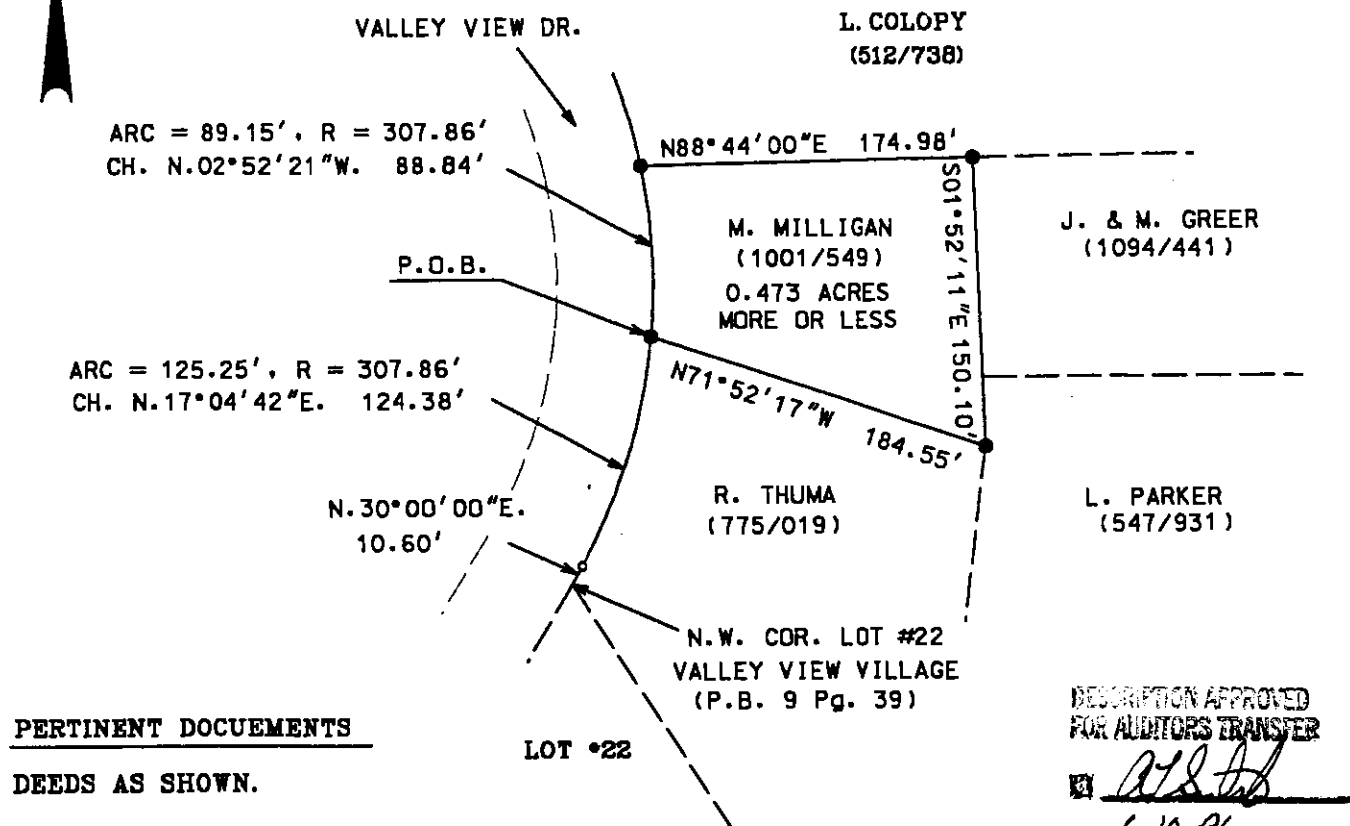 VALLEY VIEW DR.
L. COLOPY
(512/738)
ARC = 89.15', R = 307.86'
CH. N.02°52'21"W. 88.84'
N88°44'00"E 174.98'
S01°52'11"E 150.10'
M. MILLIGAN
(1001/549)
0.473 ACRES
MORE OR LESS
J. & M. GREER
(1094/441)
P.O.B.
ARC = 125.25', R = 307.86'
CH. N.17°04'42"E. 124.38'
N71°52'17"W 184.55'
N.30°00'00"E.
10.60'
R. THUMA
(775/019)
L. PARKER
(547/931)
N.W. COR. LOT #22
VALLEY VIEW VILLAGE
(P.B. 9 Pg. 39)
PERTINENT DOCUEMENTS
DEEDS AS SHOWN.
LOT #22
DESCRIPTION APPROVED
FOR AUDITORS TRANSFER